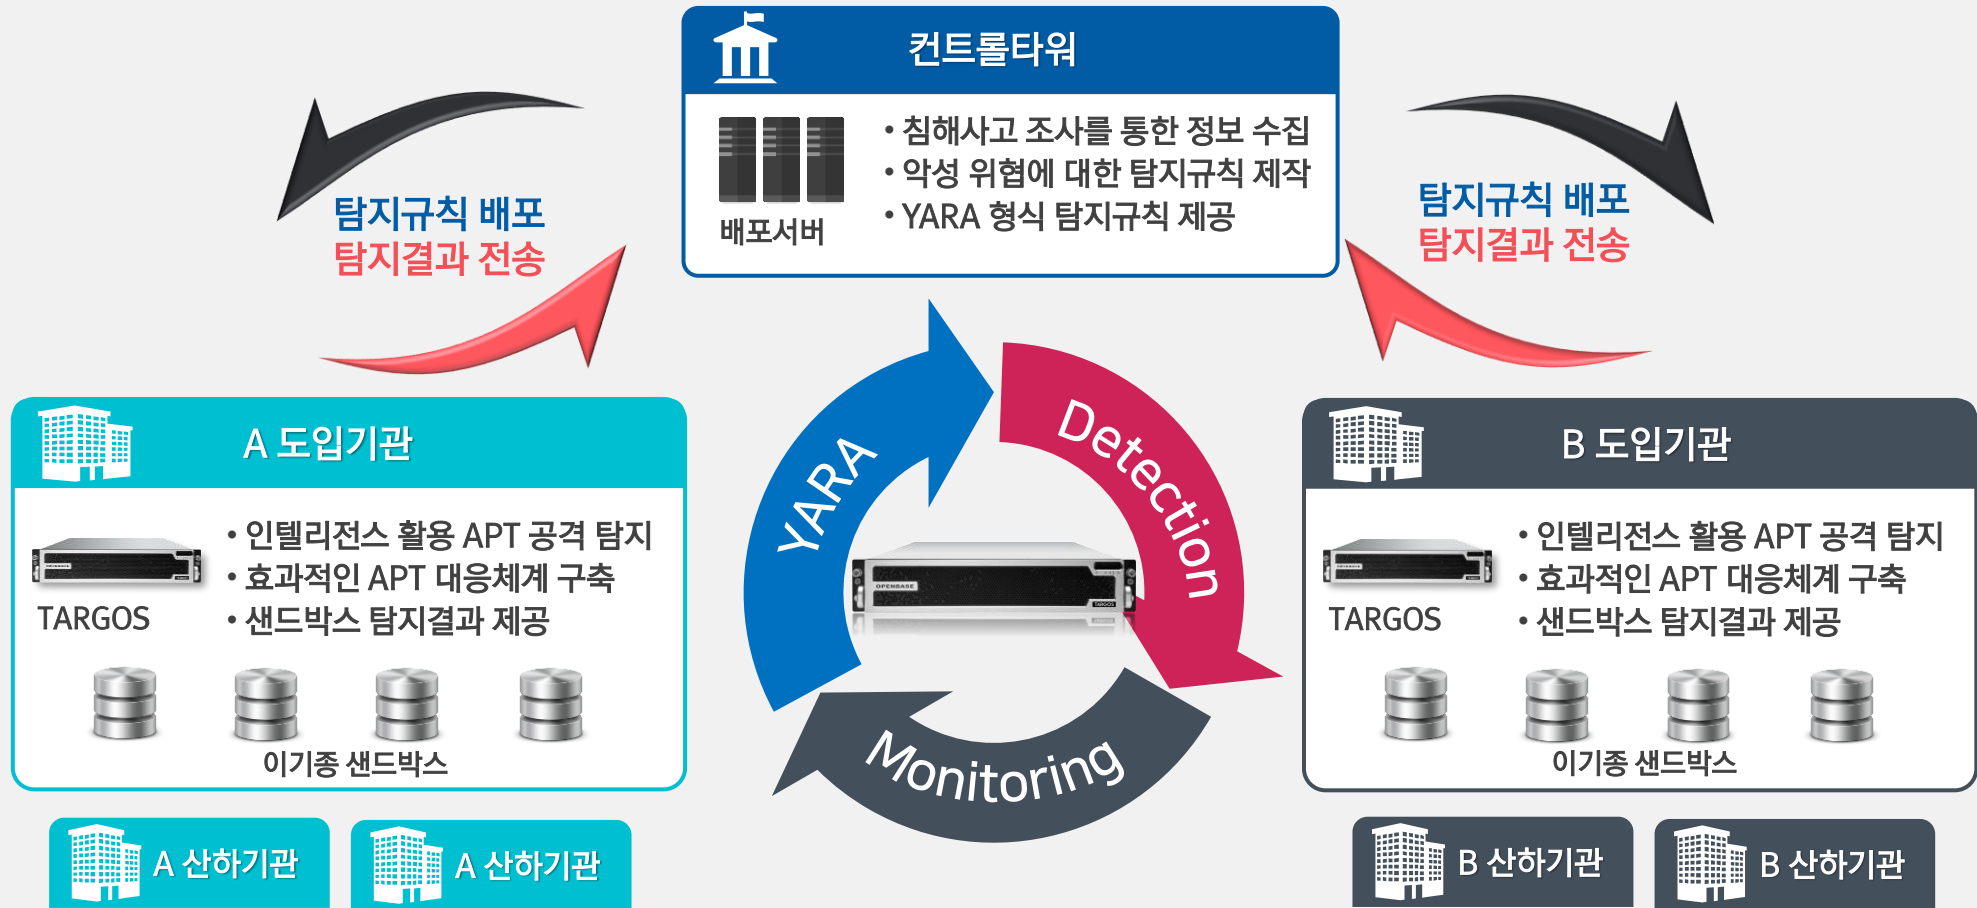 컨트롤타워
• 침해사고 조사를 통한 정보 수집
• 악성 위협에 대한 탐지규칙 제작
• YARA 형식 탐지규칙 제공
배포서버
탐지규칙 배포
탐지결과 전송
탐지규칙 배포
탐지결과 전송
YARA
Detection
Monitoring
OPENBASE
TARGOS
A 도입기관
• 인텔리전스 활용 APT 공격 탐지
• 효과적인 APT 대응체계 구축
• 샌드박스 탐지결과 제공
TARGOS
이기종 샌드박스
B 도입기관
• 인텔리전스 활용 APT 공격 탐지
• 효과적인 APT 대응체계 구축
• 샌드박스 탐지결과 제공
TARGOS
이기종 샌드박스
A 산하기관
A 산하기관
B 산하기관
B 산하기관